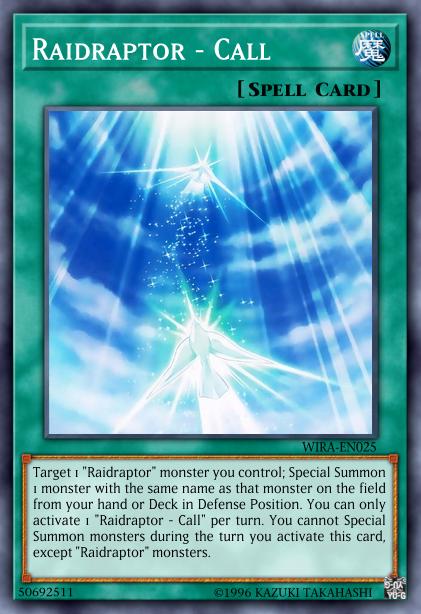 Raidraptor - Call
SPELL
魔
[ Spell Card ]
WIRA-EN025
Target 1 "Raidraptor" monster you control; Special Summon
1 monster with the same name as that monster on the field
from your hand or Deck in Defense Position. You can only
activate 1 "Raidraptor - Call" per turn. You cannot Special
Summon monsters during the turn you activate this card,
except "Raidraptor" monsters.
50692511
©1996 KAZUKI TAKAHASHI